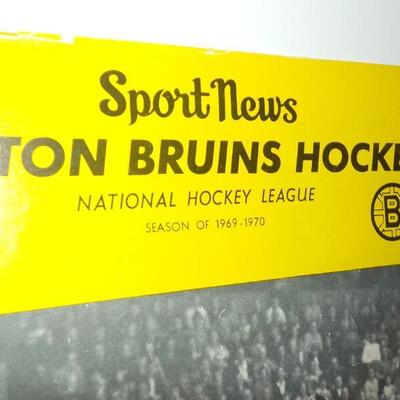 Sport News
TON BRUINS HOCKE
NATIONAL HOCKEY LEAGUE
SEASON OF 1969-1970
B